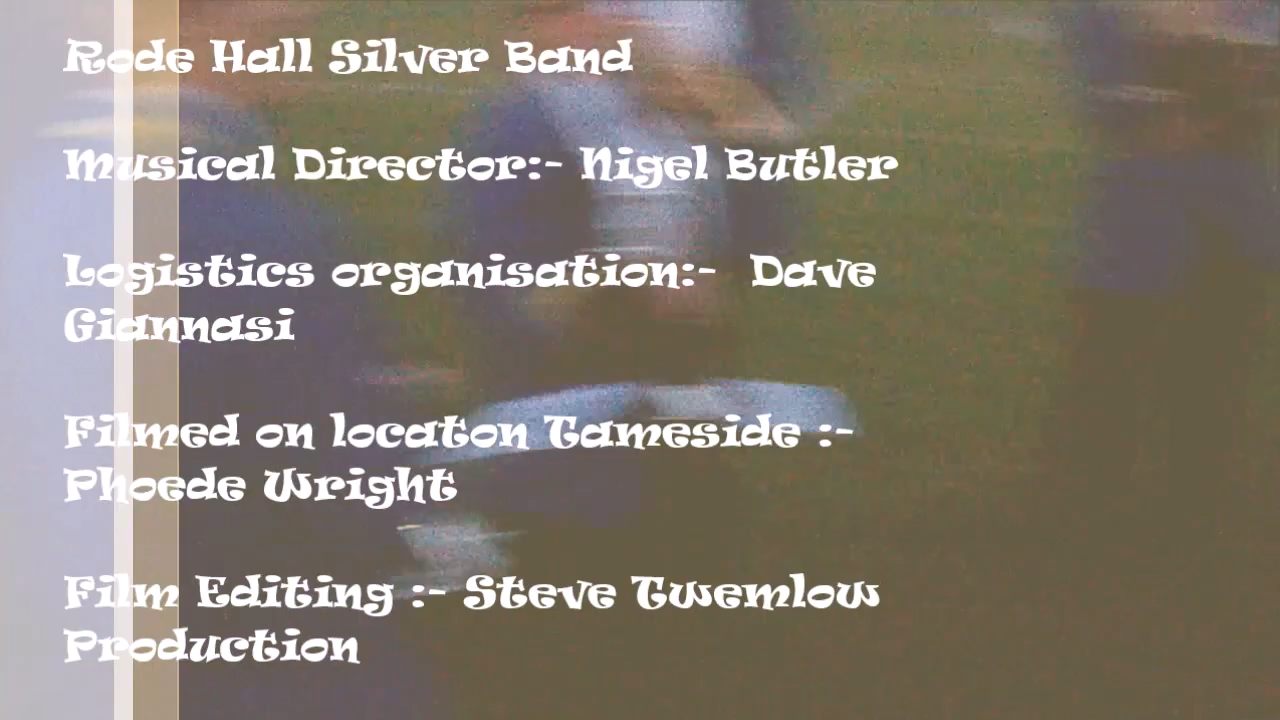 Rode Hall Silver Band
Musical Director:- Nigel Butler
Logistics organisation:- Dave
Giannasi
Filmed on locaton Tameside :-
Phoede Wright
Film Editing :- Steve Twemlow
Production